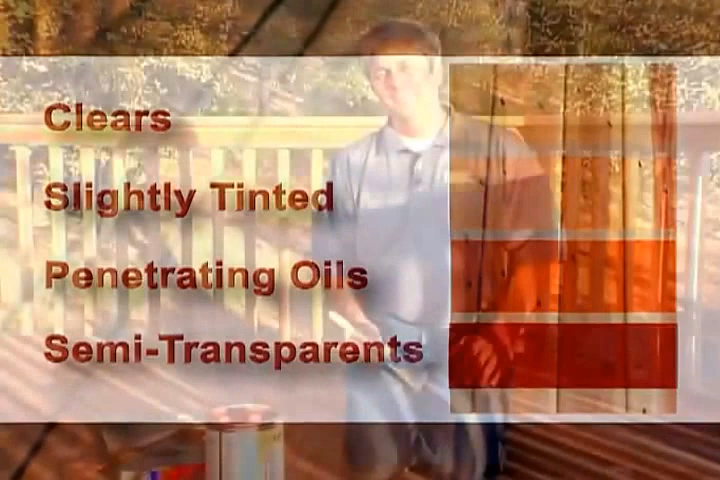 Clears
Slightly Tinted
Penetrating Oils
Semi-Transparents